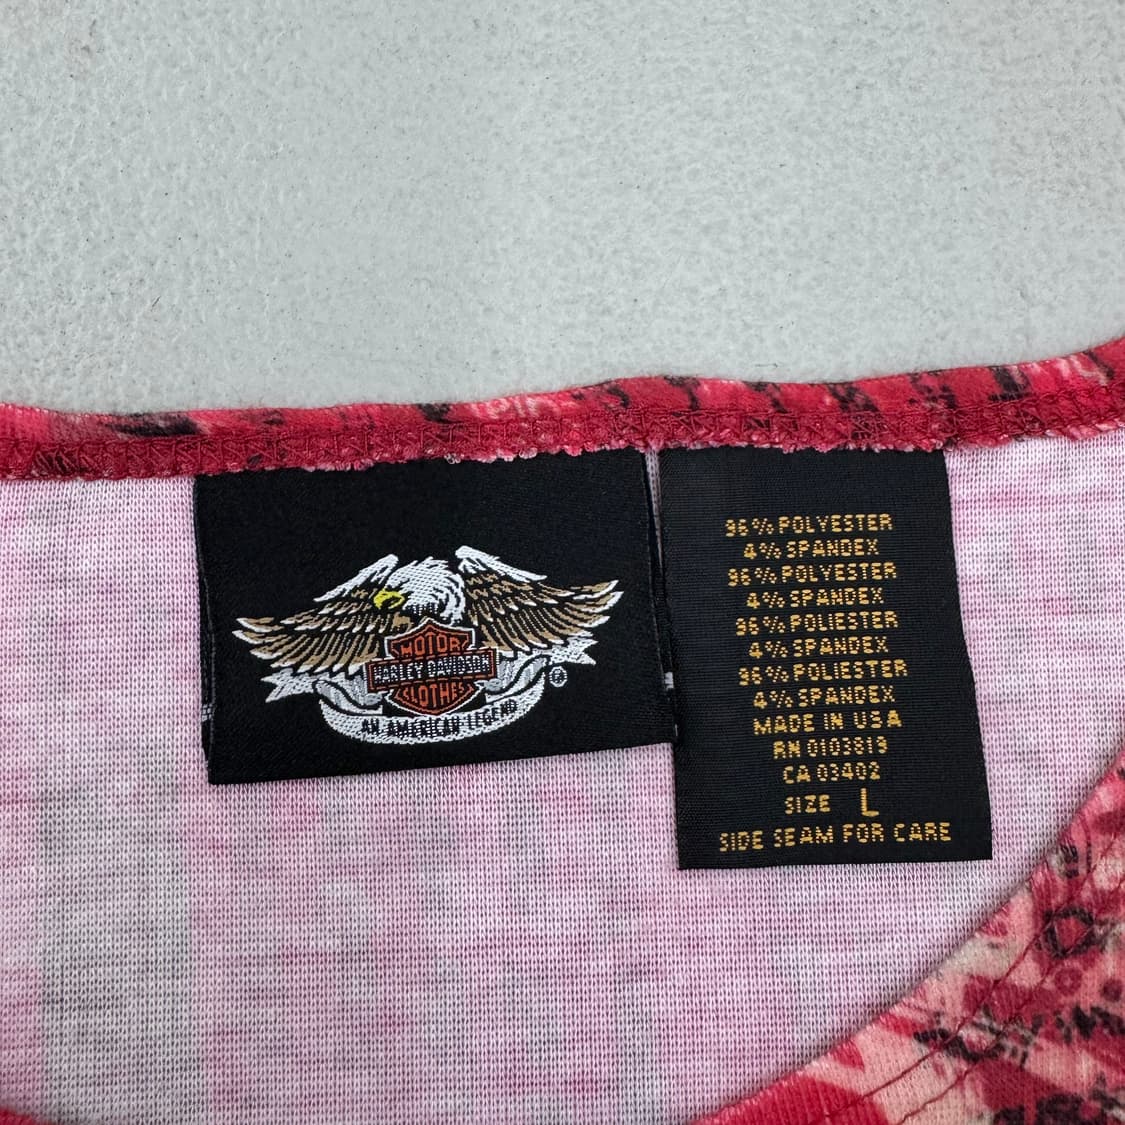 MOTOR
HARLEY-DAVIDSON
CLOTHES
AN AMERICAN LEGEND
®
96% POLYESTER
4% SPANDEX
96% POLYESTER
4% SPANDEX
96% POLIESTER
4% SPANDEX
96% POLIESTER
4% SPANDEX
MADE IN USA
RN 0103819
CA 03402
SIZE L
SIDE SEAM FOR CARE